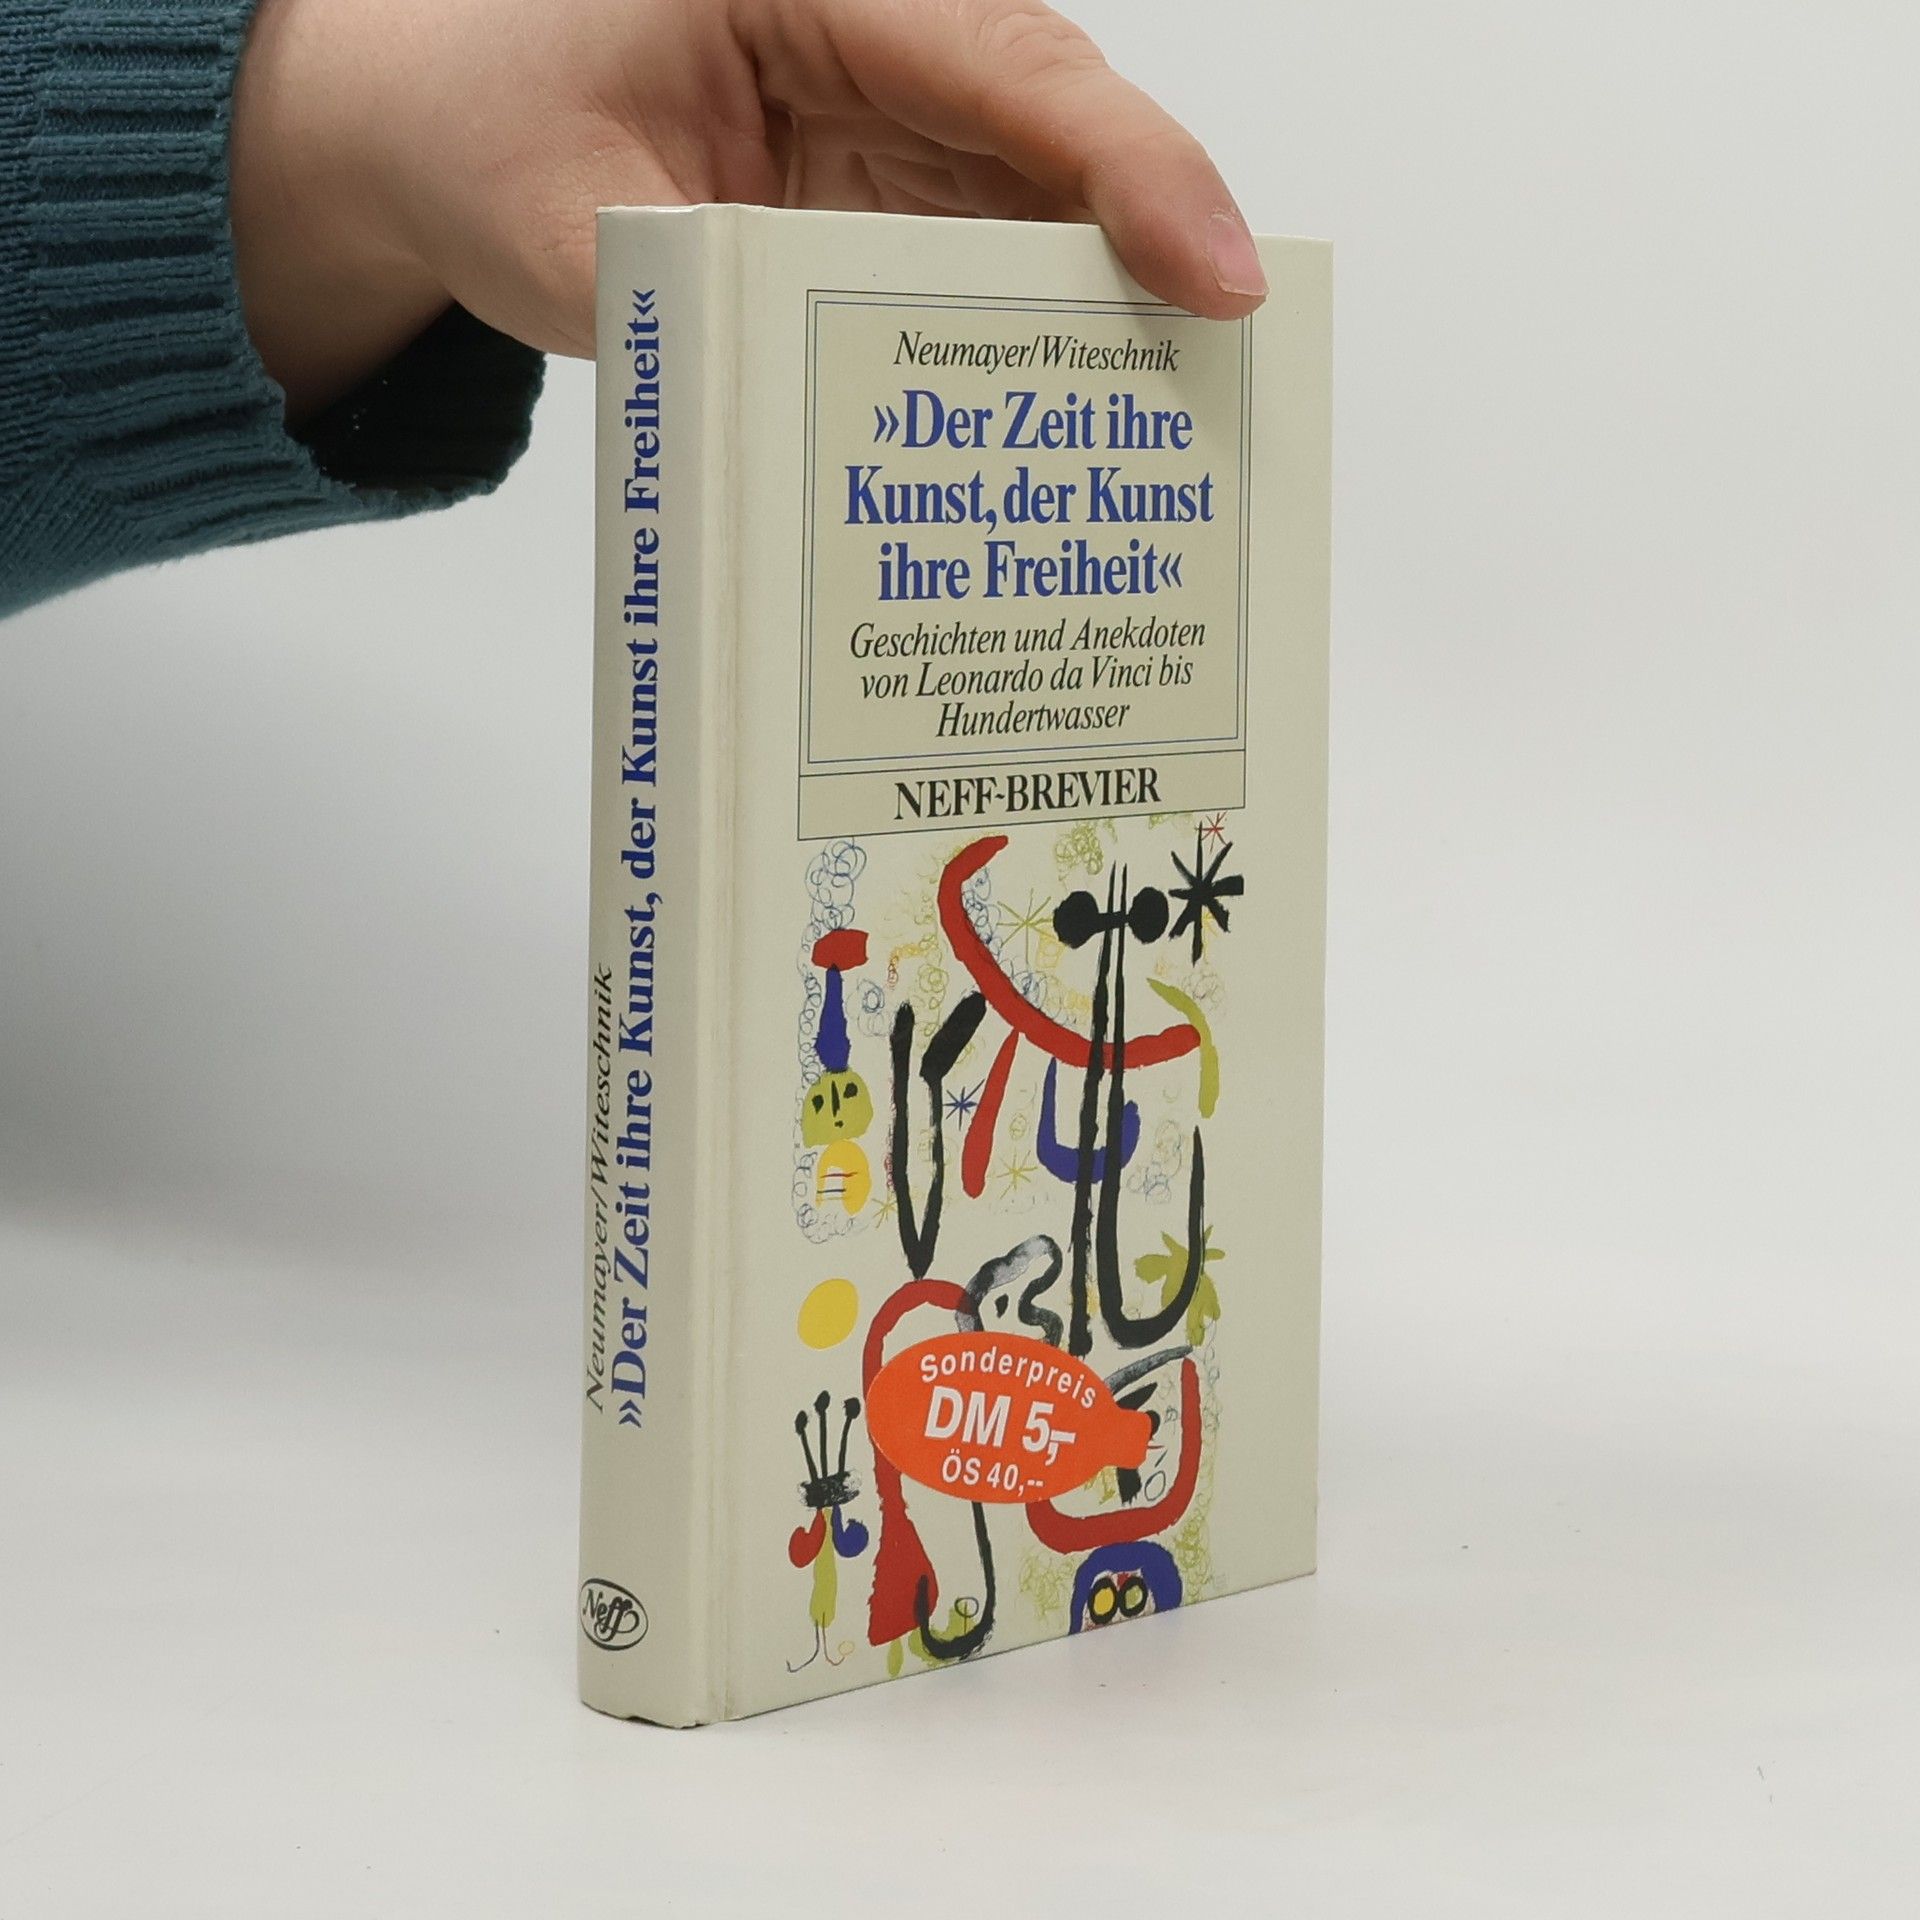 Neumayer/Witeschnik
»Der Zeit ihre Kunst, der Kunst ihre Freiheit«
Neff
Neumayer/Witeschnik
»Der Zeit ihre
Kunst, der Kunst
ihre Freiheit«
Geschichten und Anekdoten
von Leonardo da Vinci bis
Hundertwasser
NEFF-BREVIER
Sonderpreis
DM 5,-
ÖS 40,--